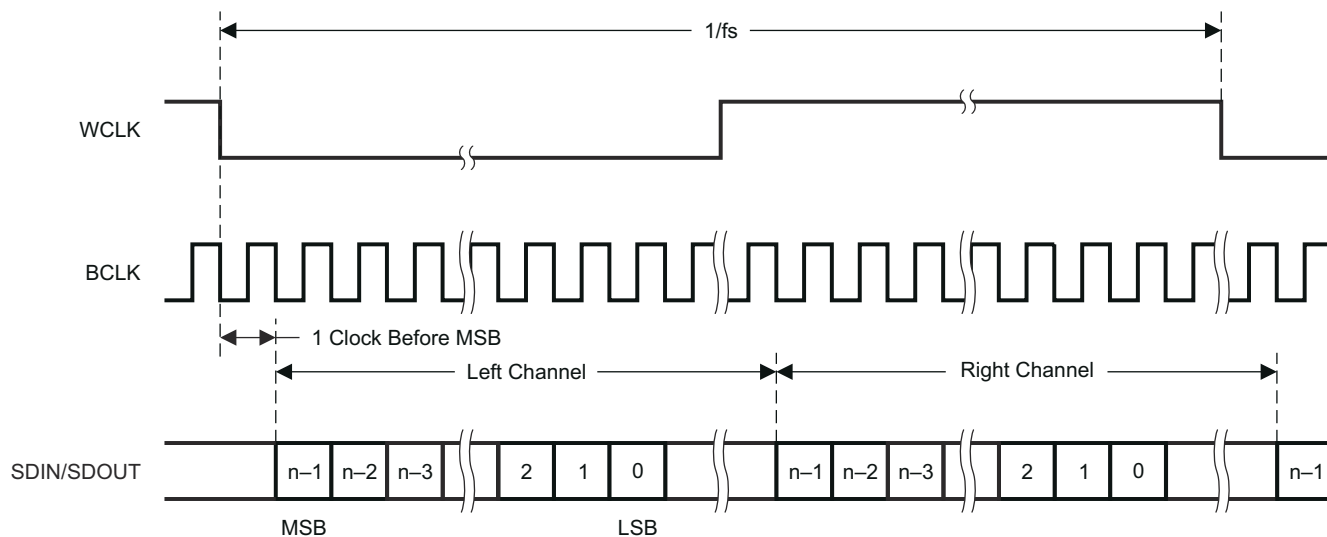 1/fs
WCLK
BCLK
1 Clock Before MSB
Left Channel
Right Channel
SDIN/SDOUT
n–1 n–2 n–3 2 1 0 n–1 n–2 n–3 2 1 0 n–1
MSB LSB